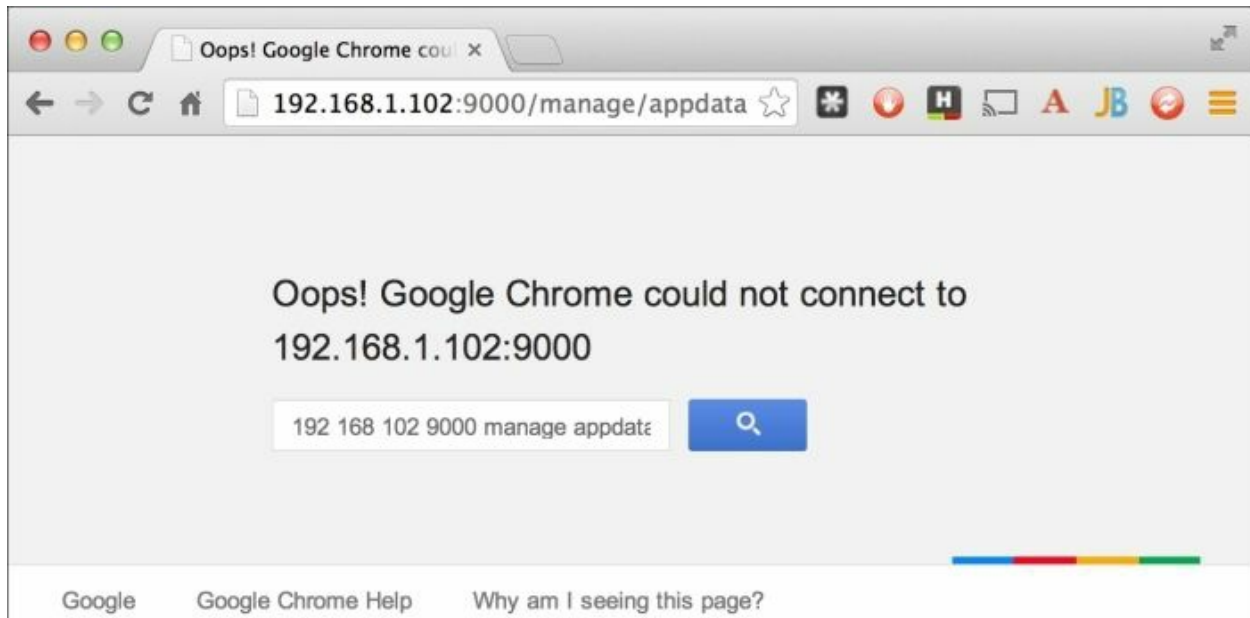 Oops! Google Chrome cou
192.168.1.102:9000/manage/appdata
H
A
JB
Oops! Google Chrome could not connect to
192.168.1.102:9000
192 168 102 9000 manage appdata
Google Google Chrome Help Why am I seeing this page?